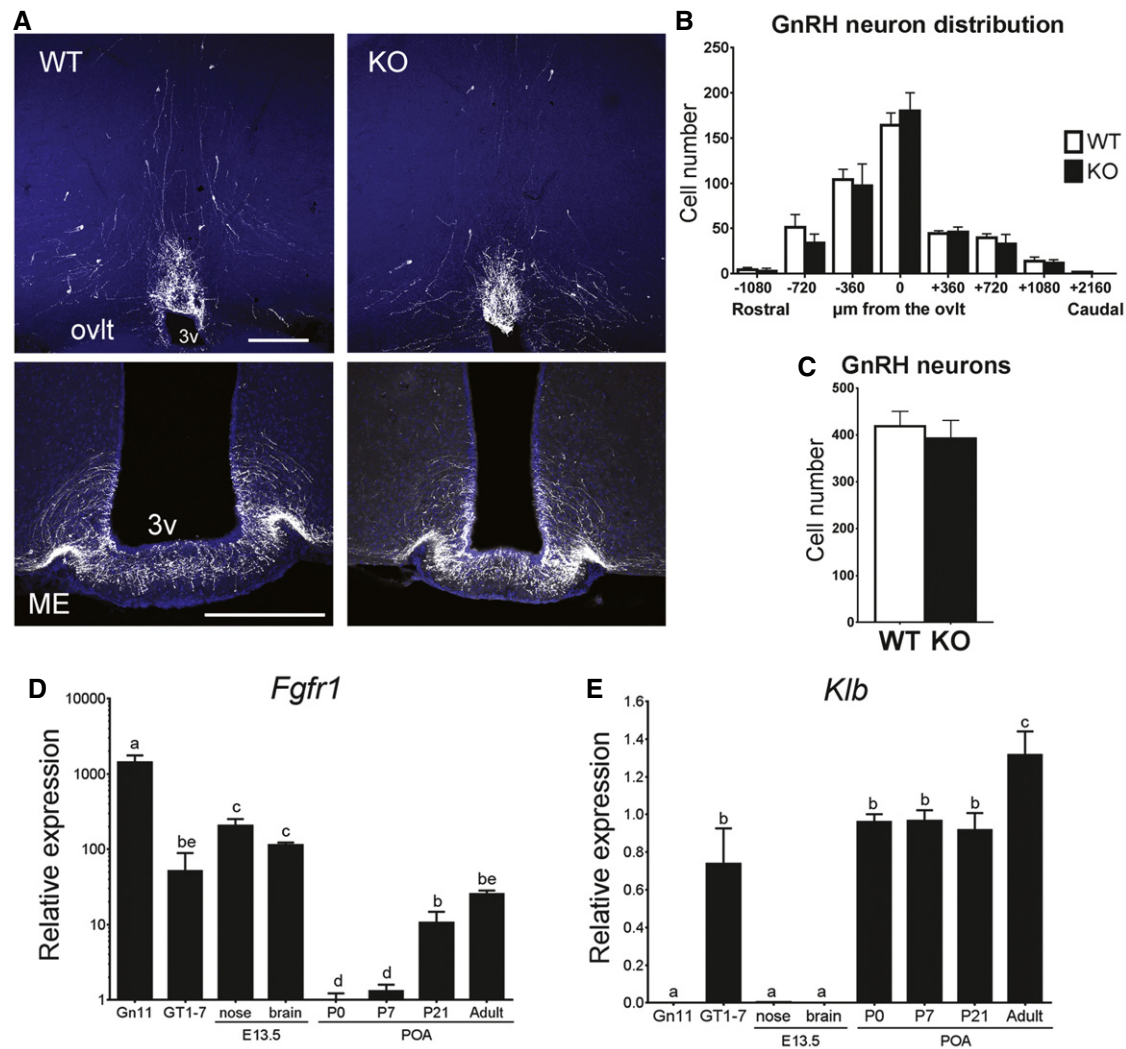 A
WT
KO
ovlt
3v
3v
ME
B
GnRH neuron distribution
Cell number
250
200
150
100
50
0
WT
KO
-1080
-720
-360
0
+360
+720
+1080
+2160
Rostral
µm from the ovlt
Caudal
C
GnRH neurons
Cell number
500
400
300
200
100
0
WT
KO
D
Fgfr1
Relative expression
10000
1000
100
10
1
a
be
c
c
d
d
b
be
Gn11
GT1-7
nose
brain
P0
P7
P21
Adult
E13.5
POA
E
Klb
Relative expression
1.6
1.4
1.2
1.0
0.8
0.6
0.4
0.2
0.0
a
b
a
a
b
b
b
c
Gn11
GT1-7
nose
brain
P0
P7
P21
Adult
E13.5
POA